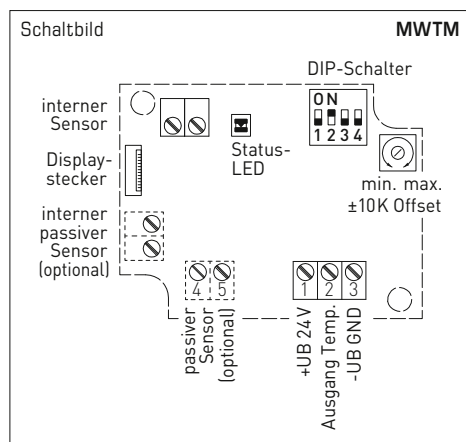 Schaltbild MWTM
DIP-Schalter
ON
1 2 3 4
interner
Sensor
Status-
LED
Display-
stecker
min. max.
±10K Offset
interner
passiver
Sensor
(optional)
4 5
1 2 3
passiver
Sensor
(optional)
+UB 24 V
Ausgang Temp.
-UB GND